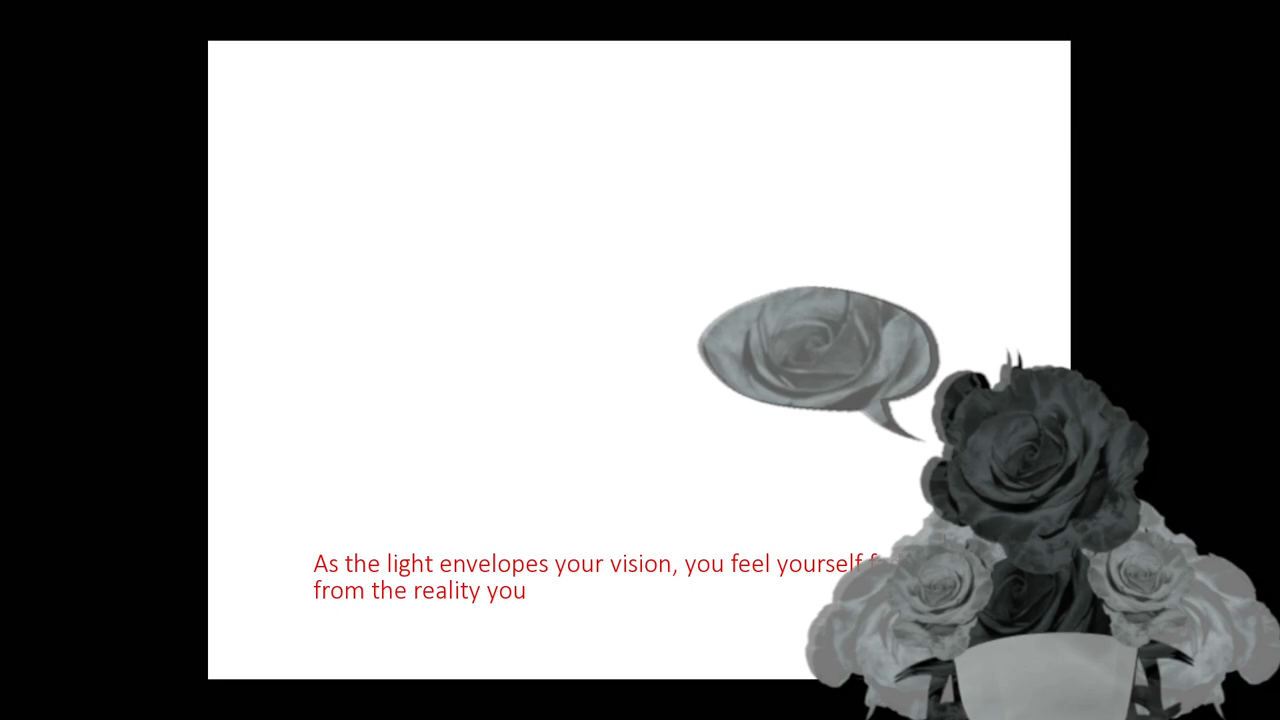 As the light envelopes your vision, you feel yourself
from the reality you